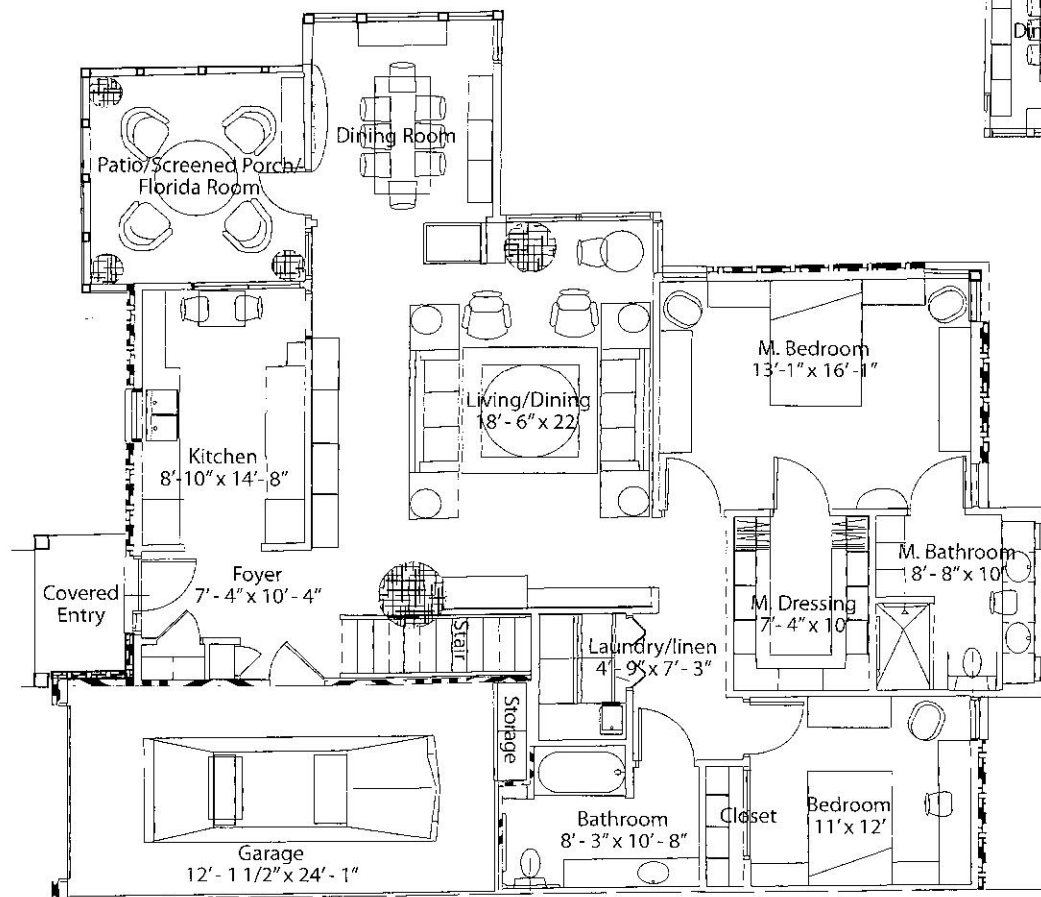 Dining Room
Patio/Screened Porch/
Florida Room
M. Bedroom
13'-1" x 16'-1"
Living/Dining
18' - 6" x 22'
Kitchen
8'-10" x 14'- 8"
Foyer
7' - 4" x 10' - 4"
Covered
Entry
M. Bathroom
8' - 8" x 10'
M. Dressing
7'- 4" x 10'
Stair
Laundry/linen
4' - 9" x 7' - 3"
Storage
Closet
Bedroom
11' x 12'
Bathroom
8' - 3" x 10' - 8"
Garage
12' - 1 1/2" x 24' - 1"
Din